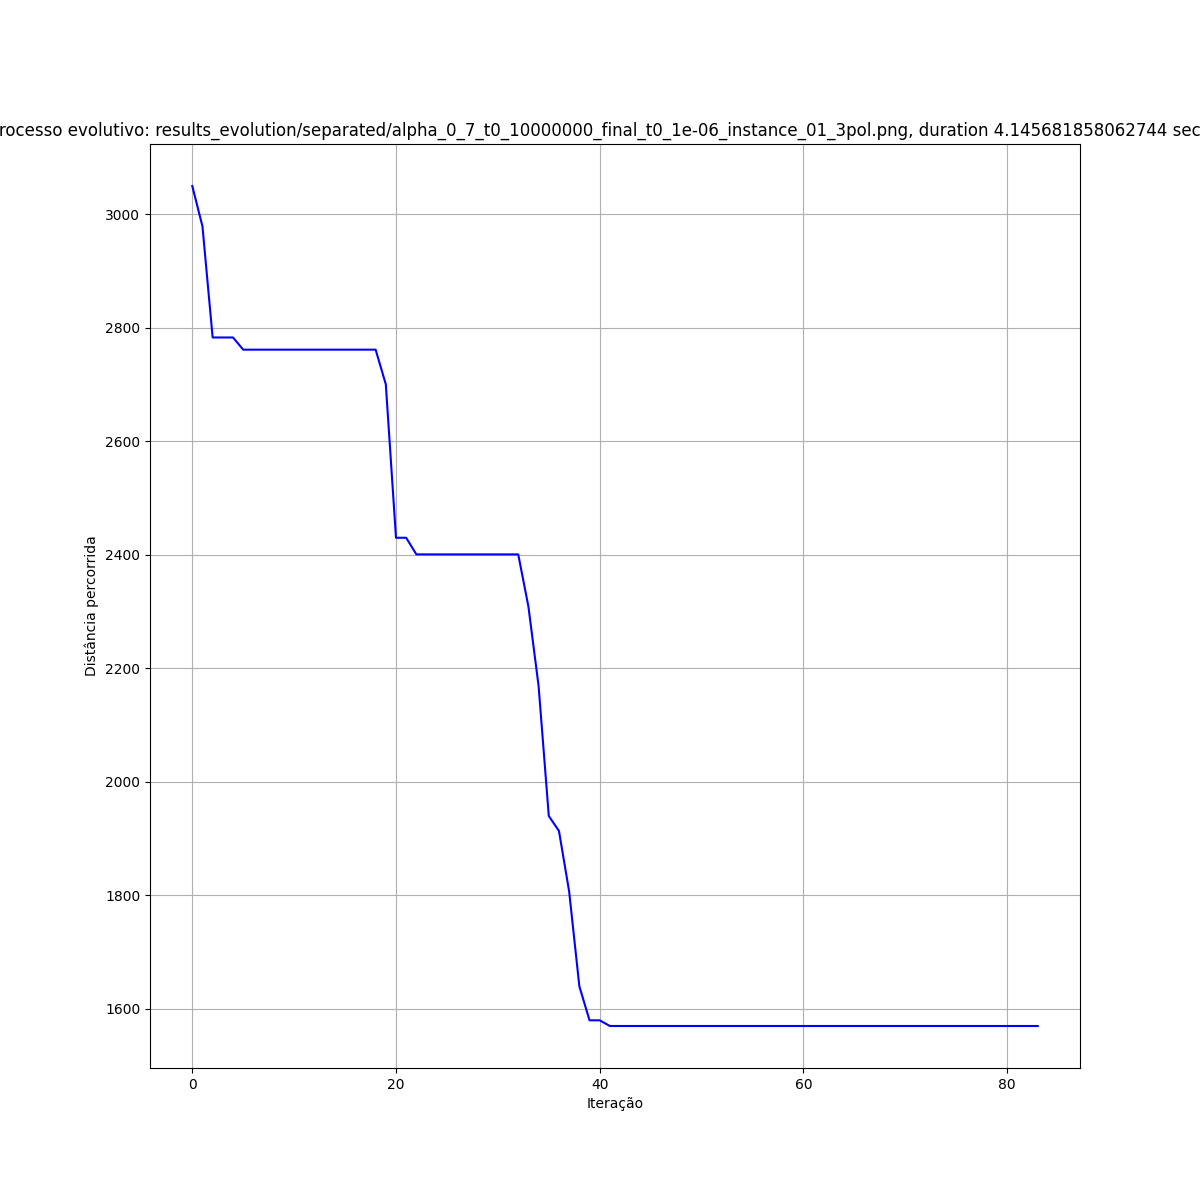 rocesso evolutivo: results_evolution/separated/alpha_0_7_t0_10000000_final_t0_1e-06_instance_01_3pol.png, duration 4.145681858062744 sec
3000
2800
2600
2400
2200
2000
1800
1600
Distância percorrida
0 20 40 60 80
Iteração